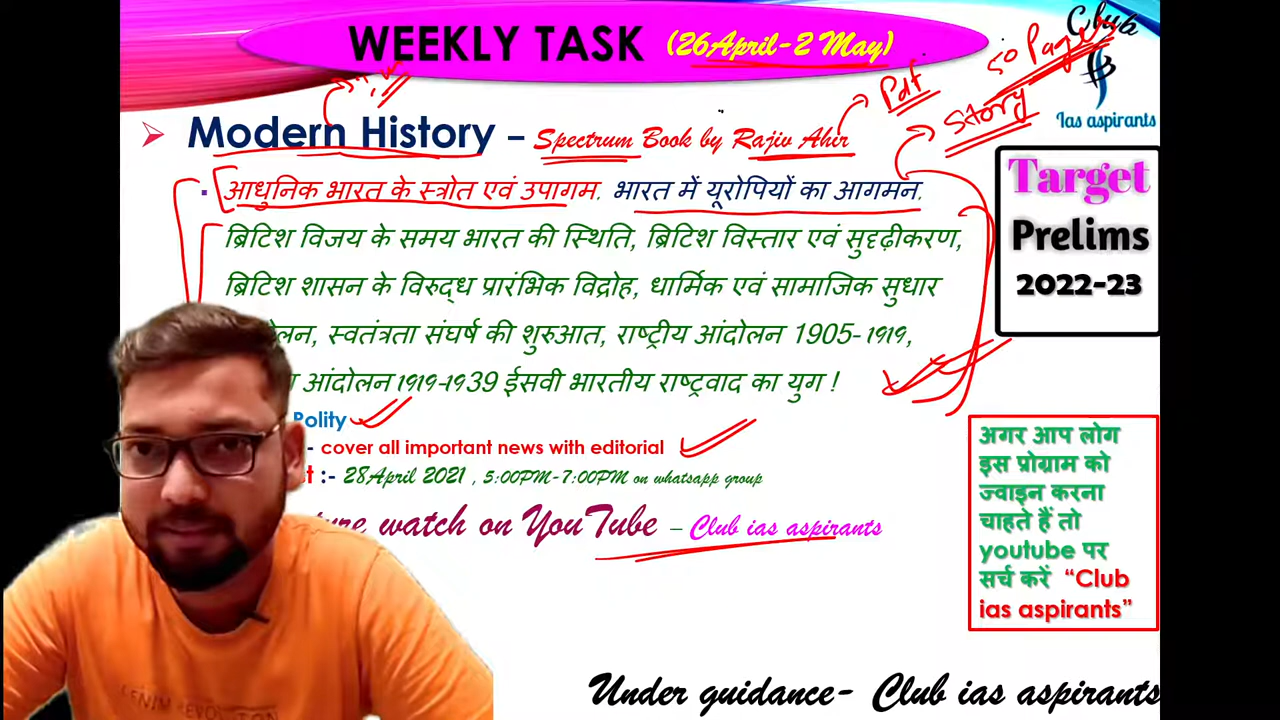 WEEKLY TASK (26April-2 May)
Club
Ias aspirants
50 Page
Pdf
Story
Modern History – Spectrum Book by Rajiv Ahir
आधुनिक भारत के स्त्रोत एवं उपागम. भारत में यूरोपियों का आगमन.
ब्रिटिश विजय के समय भारत की स्थिति, ब्रिटिश विस्तार एवं सुदृढ़ीकरण,
ब्रिटिश शासन के विरुद्ध प्रारंभिक विद्रोह, धार्मिक एवं सामाजिक सुधार
स्वतंत्रता संघर्ष की शुरुआत, राष्ट्रीय आंदोलन 1905-1919,
आंदोलन 1919-1939 ईसवी भारतीय राष्ट्रवाद का युग !
Polity
- cover all important news with editorial
:- 28April 2021 , 5:00PM-7:00PM on whatsapp group
watch on YouTube – Club ias aspirants
Target
Prelims
2022-23
अगर आप लोग
इस प्रोग्राम को
ज्वाइन करना
चाहते हैं तो
youtube पर
सर्च करें "Club
ias aspirants"
Under guidance- Club ias aspirants